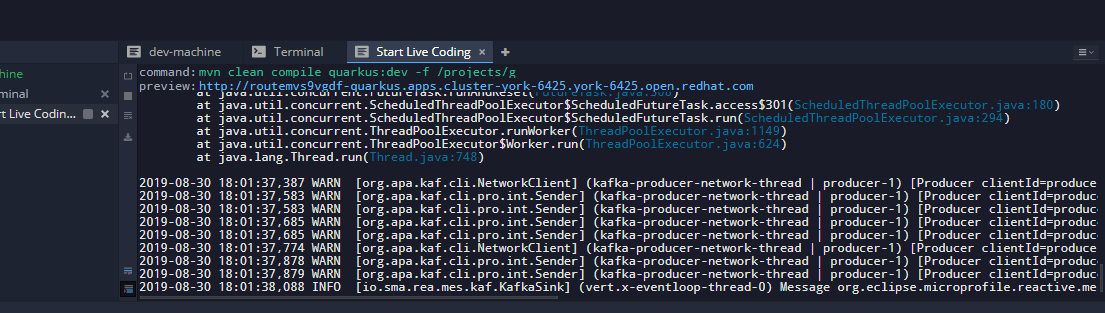 dev-machine
Terminal
Start Live Coding
hine
inal
rt Live Codin...
command: mvn clean compile quarkus:dev -f /projects/g
preview: http://routemvs9vgdf-quarkus.apps.cluster-york-6425.york-6425.open.redhat.com
at java.util.concurrent.FutureTask.runAndReset(FutureTask.java:308)
at java.util.concurrent.ScheduledThreadPoolExecutor$ScheduledFutureTask.access$301(ScheduledThreadPoolExecutor.java:180)
at java.util.concurrent.ScheduledThreadPoolExecutor$ScheduledFutureTask.run(ScheduledThreadPoolExecutor.java:294)
at java.util.concurrent.ThreadPoolExecutor.runWorker(ThreadPoolExecutor.java:1149)
at java.util.concurrent.ThreadPoolExecutor$Worker.run(ThreadPoolExecutor.java:624)
at java.lang.Thread.run(Thread.java:748)
2019-08-30 18:01:37,387 WARN [org.apa.kaf.cli.NetworkClient] (kafka-producer-network-thread | producer-1) [Producer clientId=produce
2019-08-30 18:01:37,583 WARN [org.apa.kaf.cli.pro.int.Sender] (kafka-producer-network-thread | producer-1) [Producer clientId=produc
2019-08-30 18:01:37,583 WARN [org.apa.kaf.cli.pro.int.Sender] (kafka-producer-network-thread | producer-1) [Producer clientId=produc
2019-08-30 18:01:37,685 WARN [org.apa.kaf.cli.pro.int.Sender] (kafka-producer-network-thread | producer-1) [Producer clientId=produc
2019-08-30 18:01:37,685 WARN [org.apa.kaf.cli.pro.int.Sender] (kafka-producer-network-thread | producer-1) [Producer clientId=produc
2019-08-30 18:01:37,774 WARN [org.apa.kaf.cli.NetworkClient] (kafka-producer-network-thread | producer-1) [Producer clientId=produce
2019-08-30 18:01:37,878 WARN [org.apa.kaf.cli.pro.int.Sender] (kafka-producer-network-thread | producer-1) [Producer clientId=produc
2019-08-30 18:01:37,879 WARN [org.apa.kaf.cli.pro.int.Sender] (kafka-producer-network-thread | producer-1) [Producer clientId=produc
2019-08-30 18:01:38,088 INFO [io.sma.rea.mes.kaf.KafkaSink] (vert.x-eventloop-thread-0) Message org.eclipse.microprofile.reactive.me